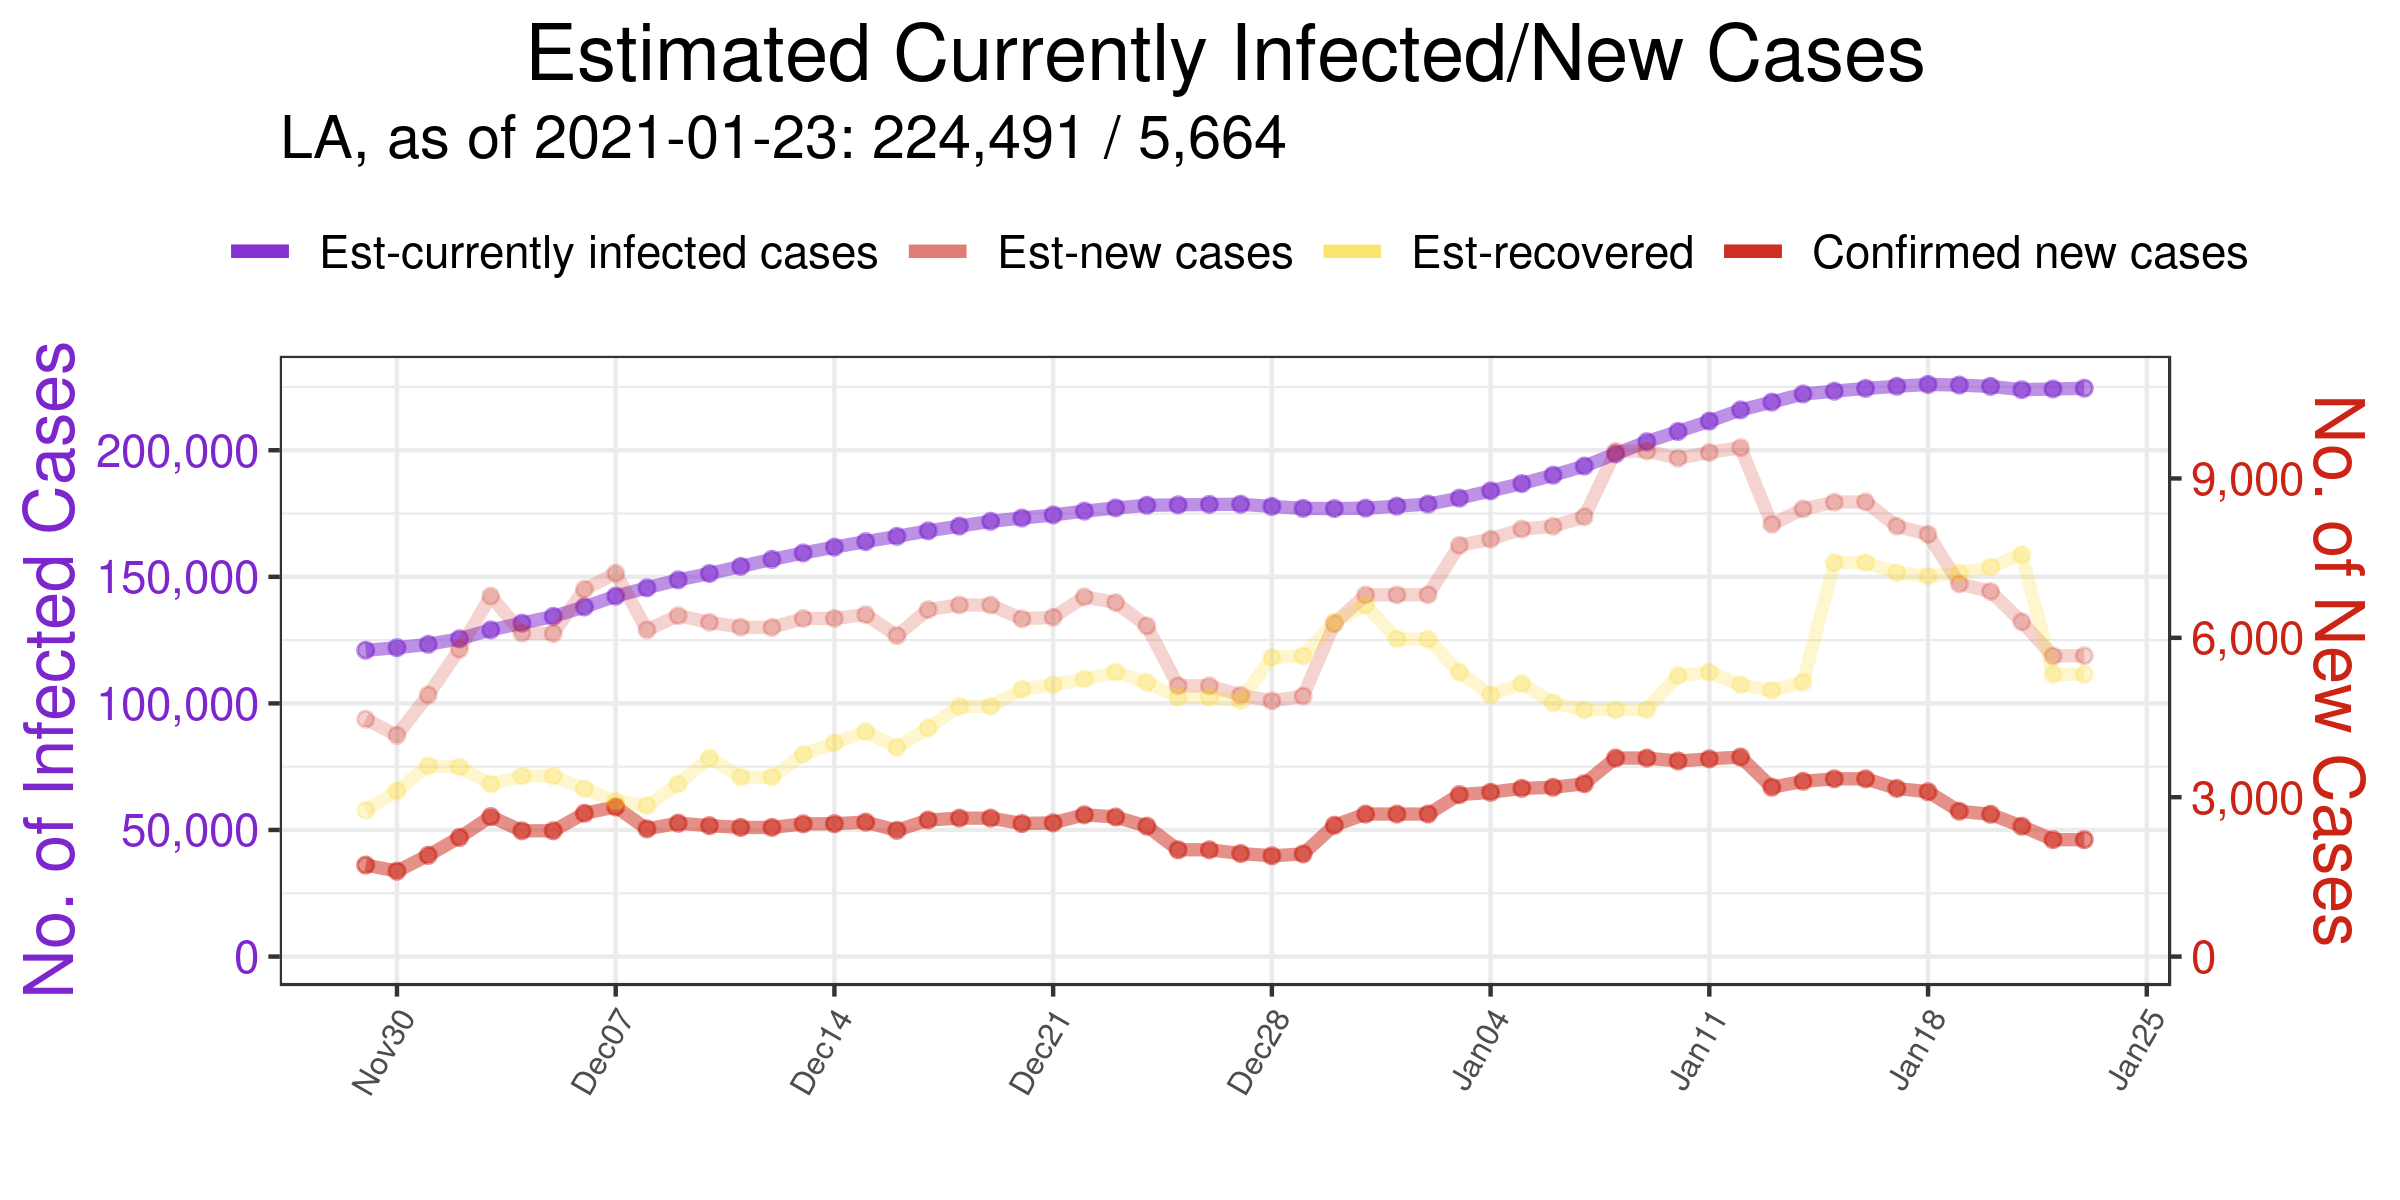 Estimated Currently Infected/New Cases
LA, as of 2021-01-23: 224,491 / 5,664
Est-currently infected cases Est-new cases Est-recovered Confirmed new cases
No. of Infected Cases
200,000
150,000
100,000
50,000
0
No. of New Cases
9,000
6,000
3,000
0
Nov30 Dec07 Dec14 Dec21 Dec28 Jan04 Jan11 Jan18 Jan25